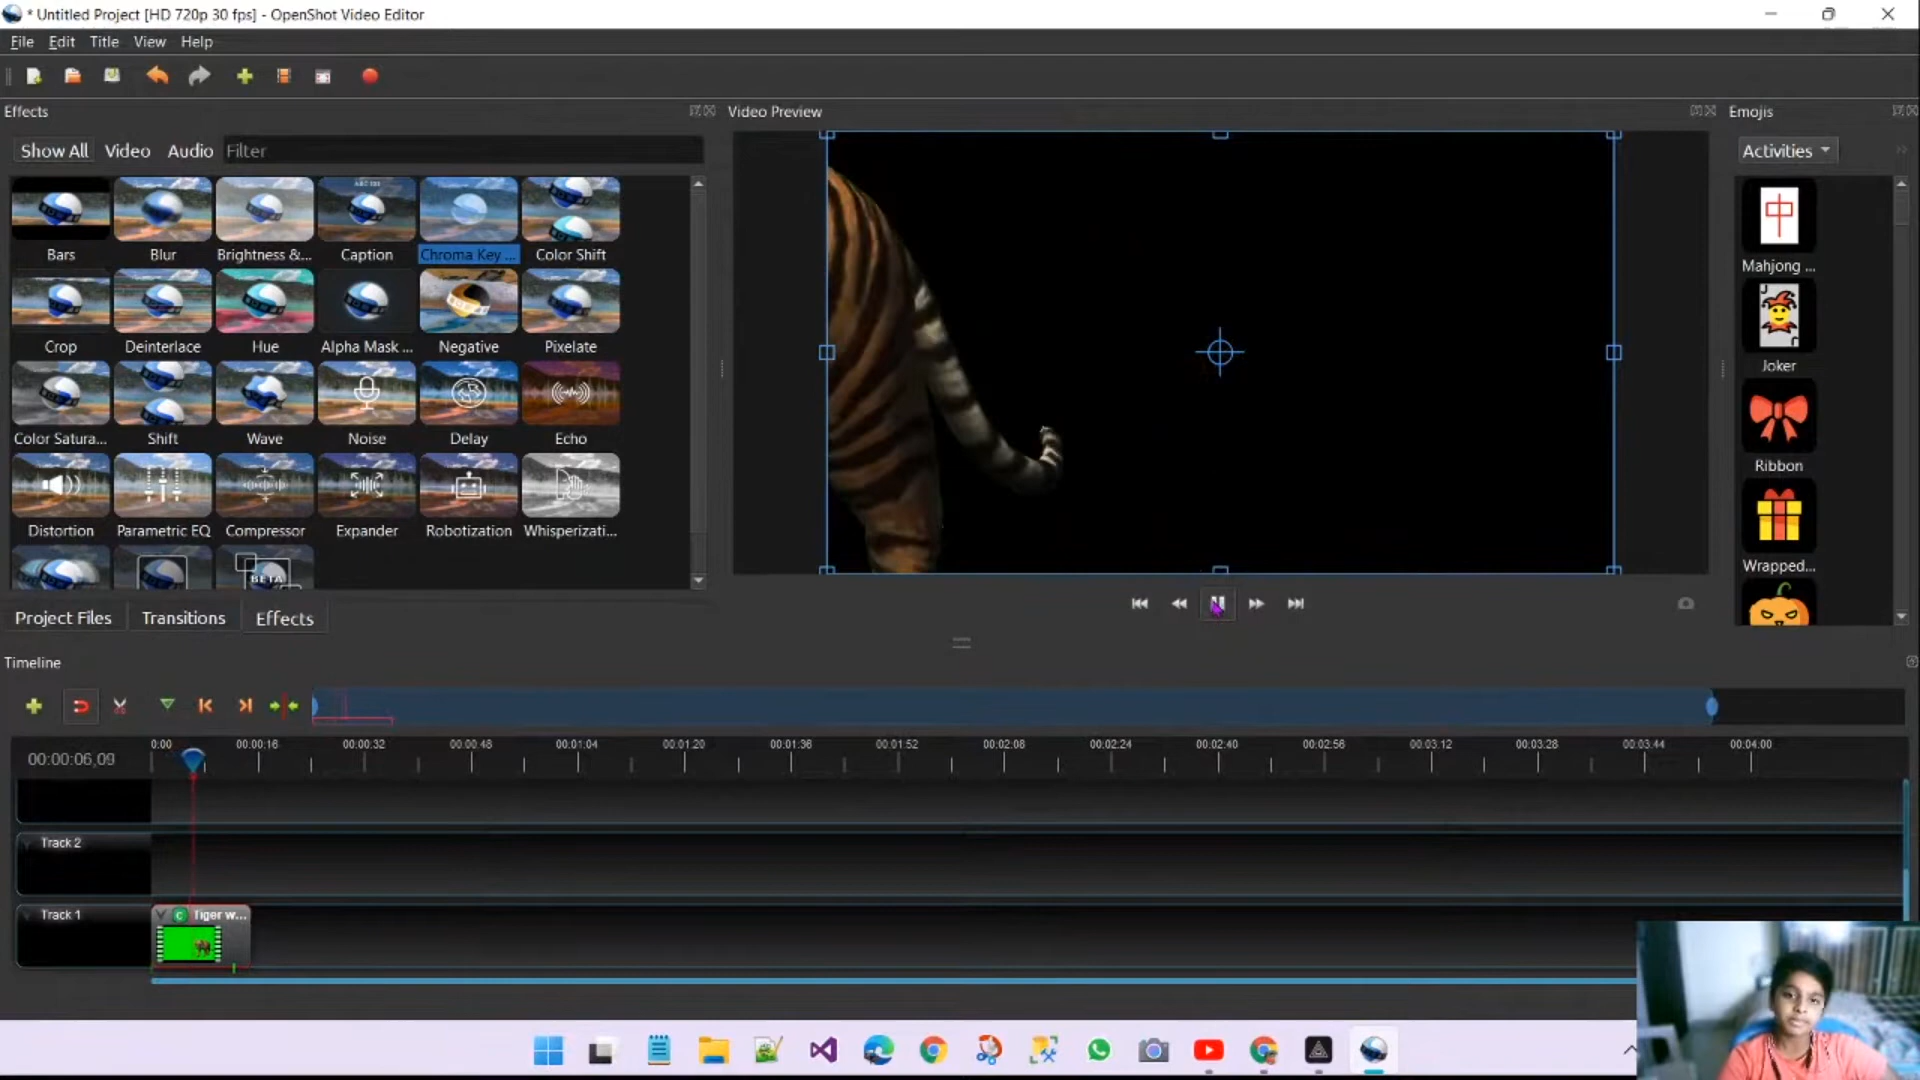 * Untitled Project [HD 720p 30 fps] - OpenShot Video Editor
File Edit Title View Help
Effects
Video Preview
Emojis
Show All Video Audio Filter
Activities
ABC 123
Bars Blur Brightness &... Caption Chroma Key ... Color Shift
Mahjong ...
Crop Deinterlace Hue Alpha Mask ... Negative Pixelate
Joker
Color Satura... Shift Wave Noise Delay Echo
Ribbon
Distortion Parametric EQ Compressor Expander Robotization Whisperizati...
Wrapped...
BETA
Project Files Transitions Effects
Timeline
00:00:06,09
0:00 00:00:16 00:00:32 00:00:48 00:01:04 00:01:20 00:01:36 00:01:52 00:02:08 00:02:24 00:02:40 00:02:56 00:03:12 00:03:28 00:03:44 00:04:00
Track 2
Track 1
C Tiger w...